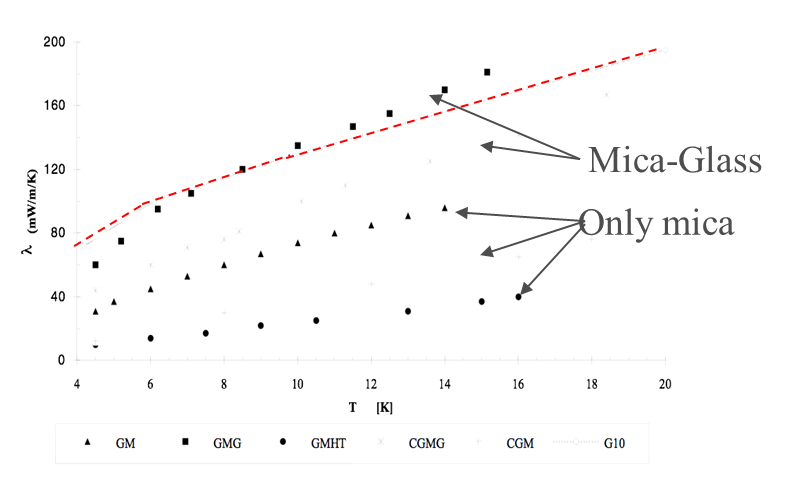 200
160
120
80
40
0
λ (mW/m/K)
4 6 8 10 12 14 16 18 20
T [K]
Mica-Glass
Only mica
GM GMG GMHT CGMG CGM G10